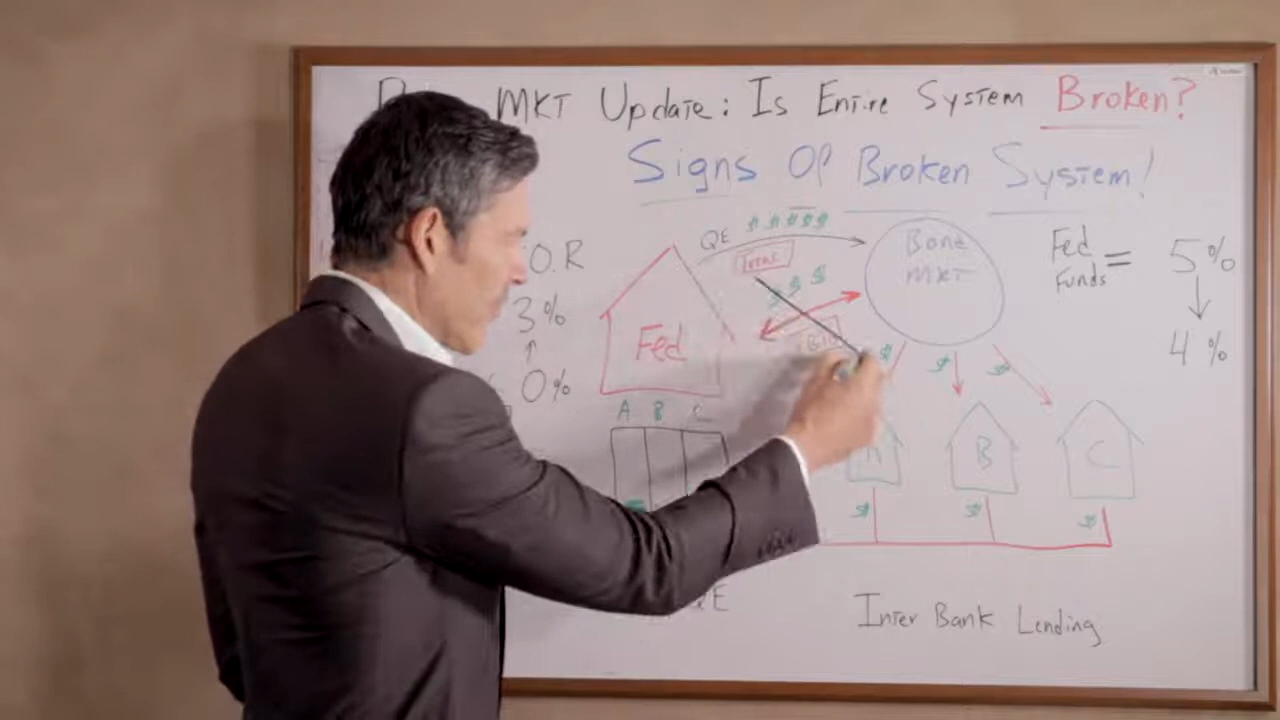 MKT Update: Is Entire System Broken?
Signs Of Broken System!
QE $ $ $ $ $
Bond
MKT
Fed
Funds = 5%
4%
O.R
3%
0%
Fed
$ $ $
$ $ $
A B C
A B C
$ $ $
Inter Bank Lending